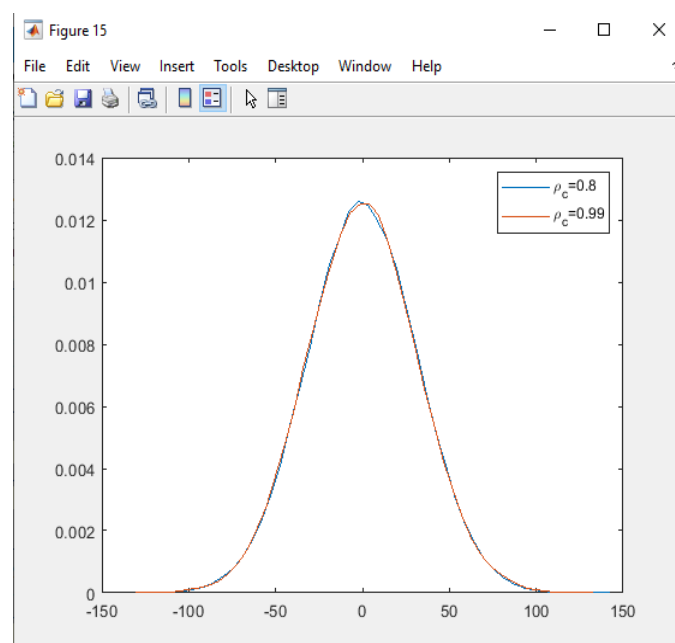 Figure 15
File Edit View Insert Tools Desktop Window Help
0.014
0.012
0.01
0.008
0.006
0.004
0.002
0
-150 -100 -50 0 50 100 150
ρc=0.8
ρc=0.99